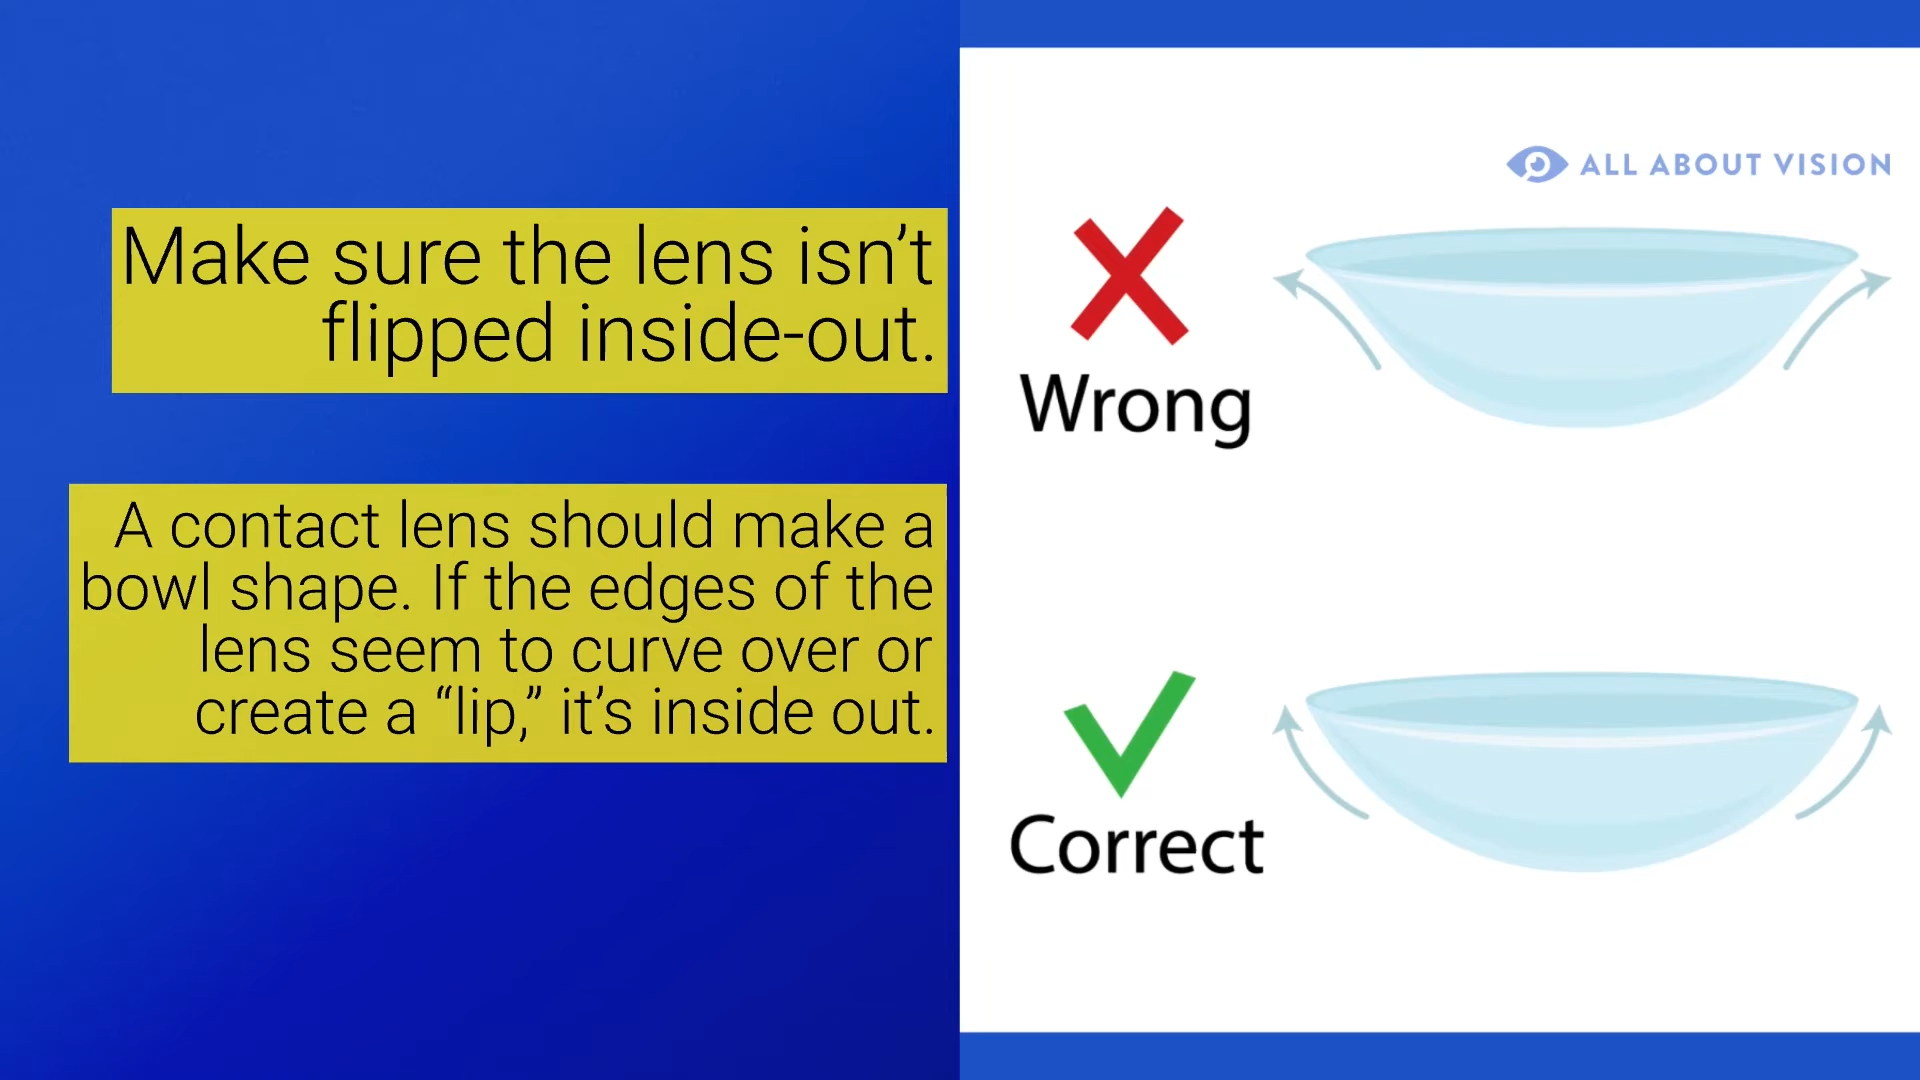 Make sure the lens isn’t
flipped inside-out.
A contact lens should make a
bowl shape. If the edges of the
lens seem to curve over or
create a “lip,” it’s inside out.
ALL ABOUT VISION
Wrong
Correct